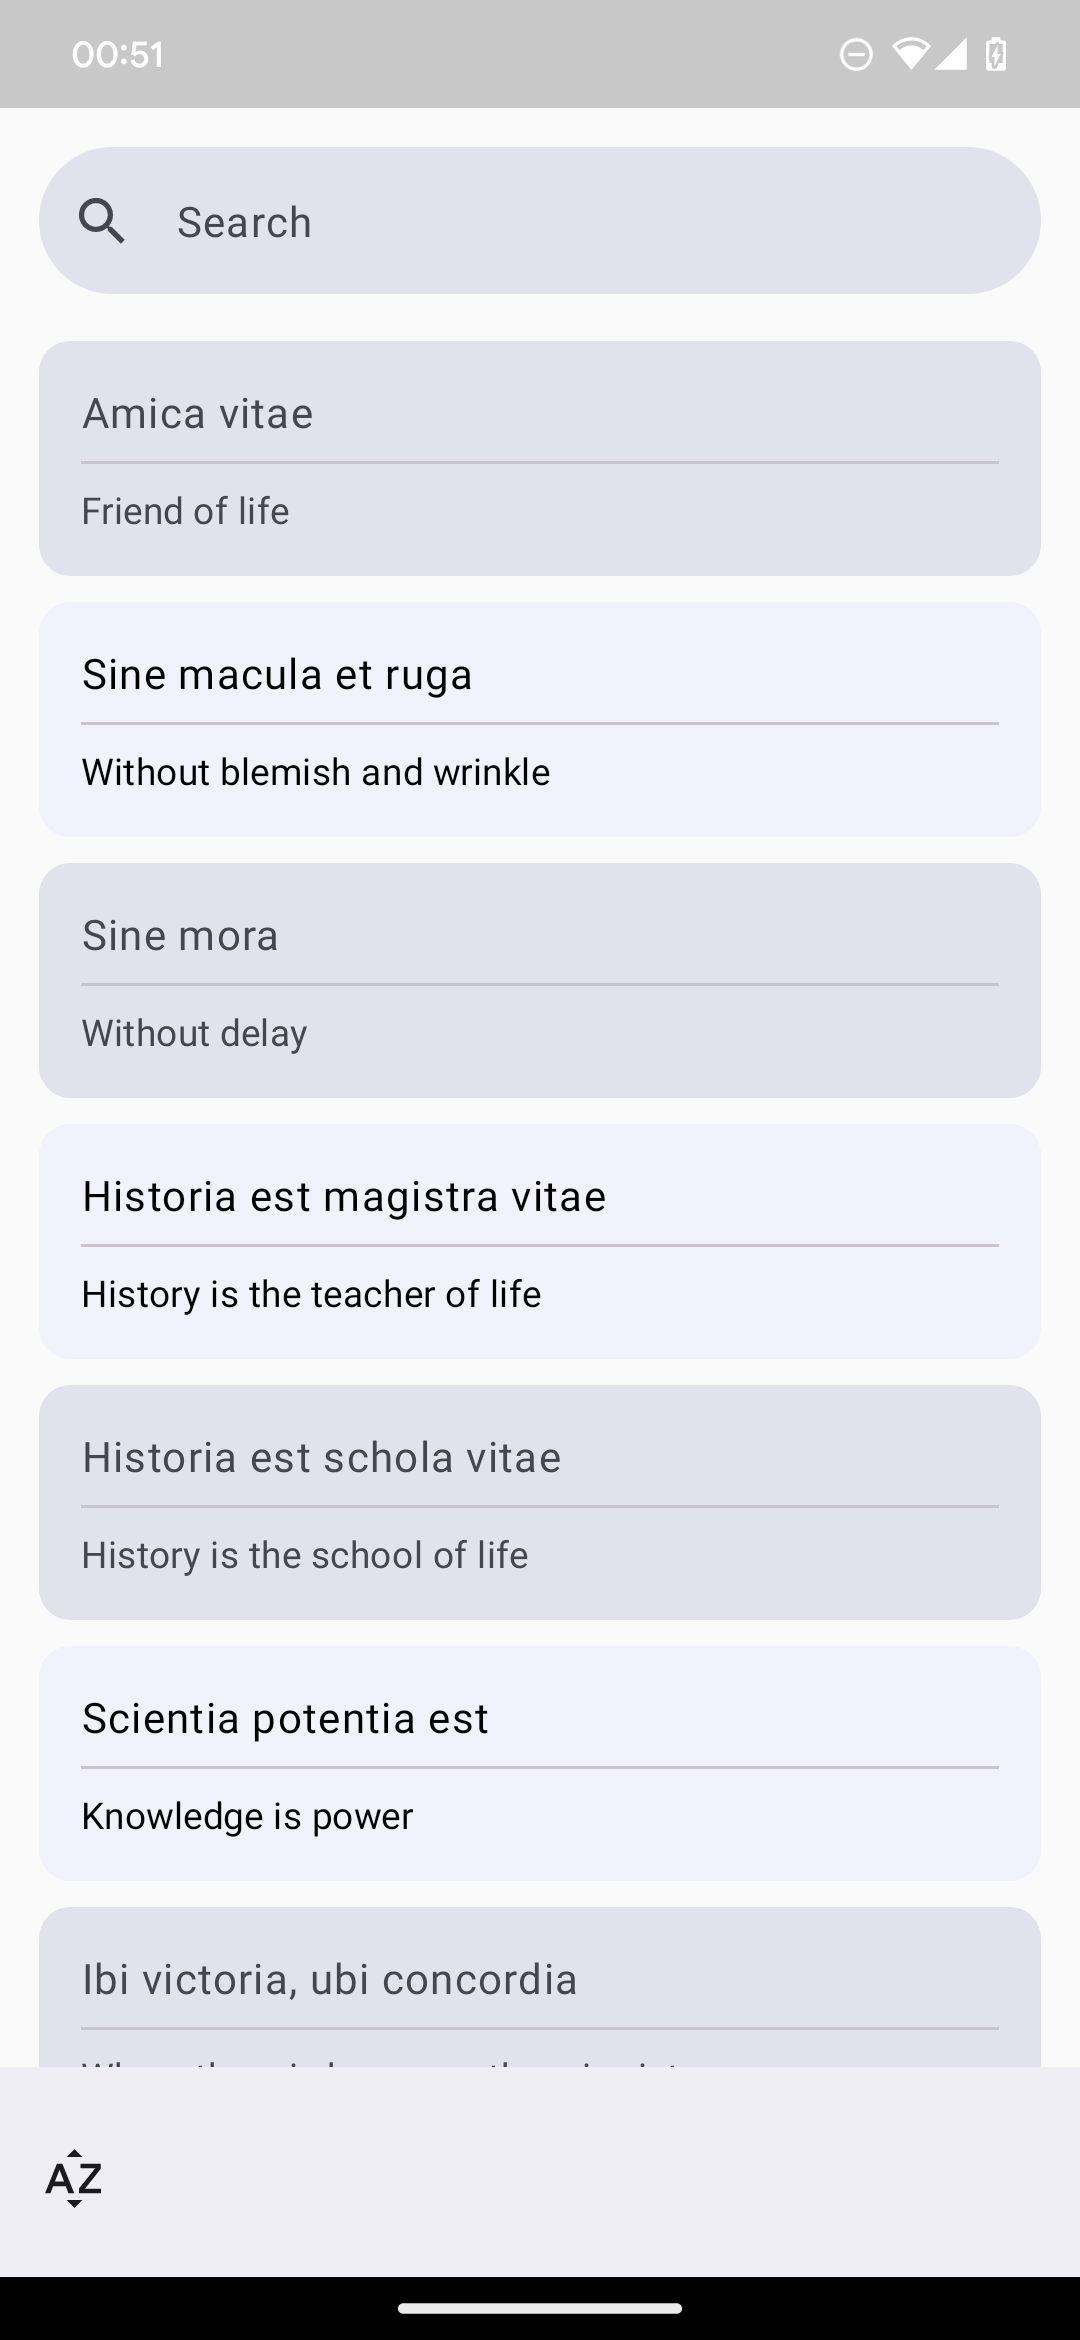 00:51
Search
Amica vitae
Friend of life
Sine macula et ruga
Without blemish and wrinkle
Sine mora
Without delay
Historia est magistra vitae
History is the teacher of life
Historia est schola vitae
History is the school of life
Scientia potentia est
Knowledge is power
Ibi victoria, ubi concordia
AZ